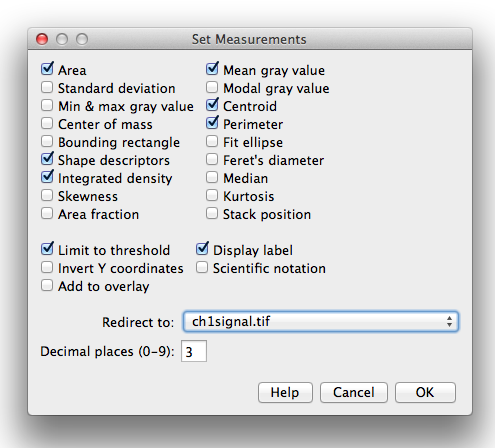 Set Measurements
Area Mean gray value
Standard deviation Modal gray value
Min & max gray value Centroid
Center of mass Perimeter
Bounding rectangle Fit ellipse
Shape descriptors Feret's diameter
Integrated density Median
Skewness Kurtosis
Area fraction Stack position
Limit to threshold Display label
Invert Y coordinates Scientific notation
Add to overlay
Redirect to: ch1signal.tif
Decimal places (0-9): 3
Help Cancel OK